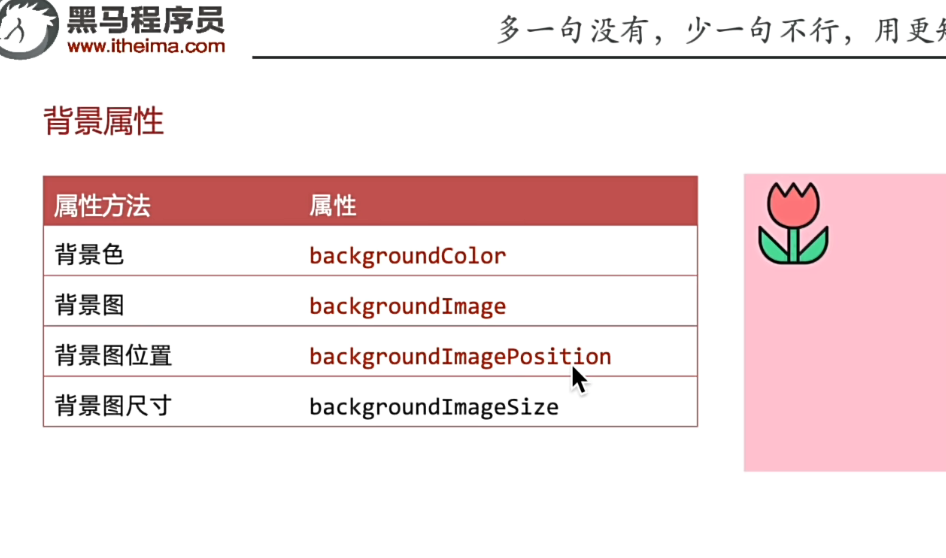 黑马程序员
www.itheima.com
多一句没有，少一句不行，用更
背景属性
属性方法 属性
背景色 backgroundColor
背景图 backgroundImage
背景图位置 backgroundImagePosition
背景图尺寸 backgroundImageSize